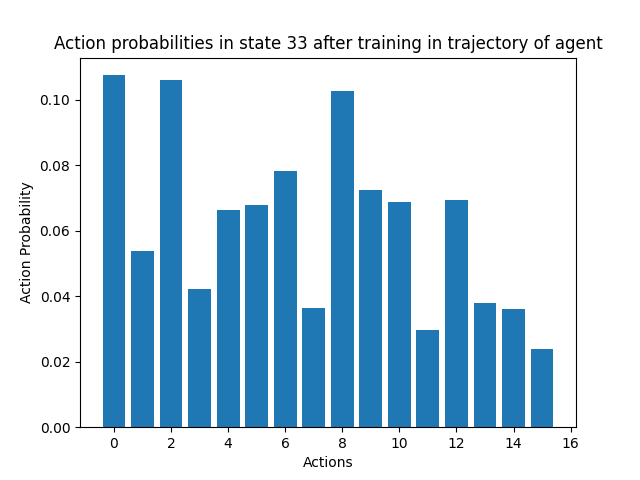 Action probabilities in state 33 after training in trajectory of agent
Action Probability
0.10
0.08
0.06
0.04
0.02
0.00
0 2 4 6 8 10 12 14 16
Actions